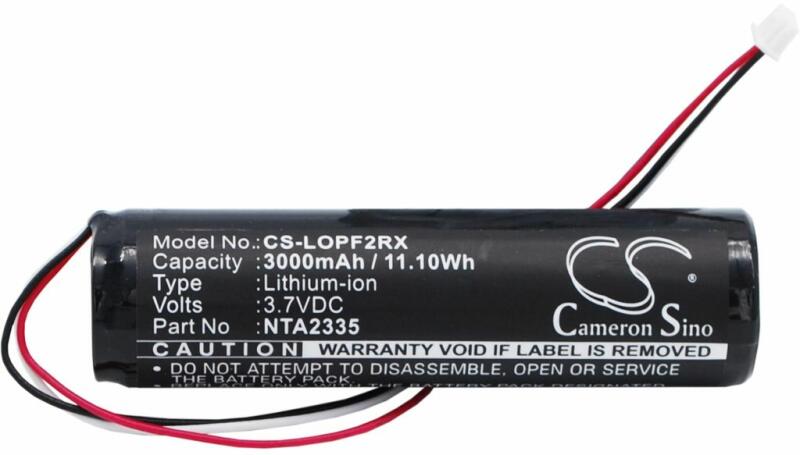 Model No.:CS-LOPF2RX
Capacity :3000mAh / 11.10Wh
Type :Lithium-ion
Volts :3.7VDC
Part No :NTA2335
CS®
Cameron Sino
CAUTION WARRANTY VOID IF LABEL IS REMOVED
• DO NOT ATTEMPT TO DISASSEMBLE, OPEN OR SERVICE
THE BATTERY PACK.